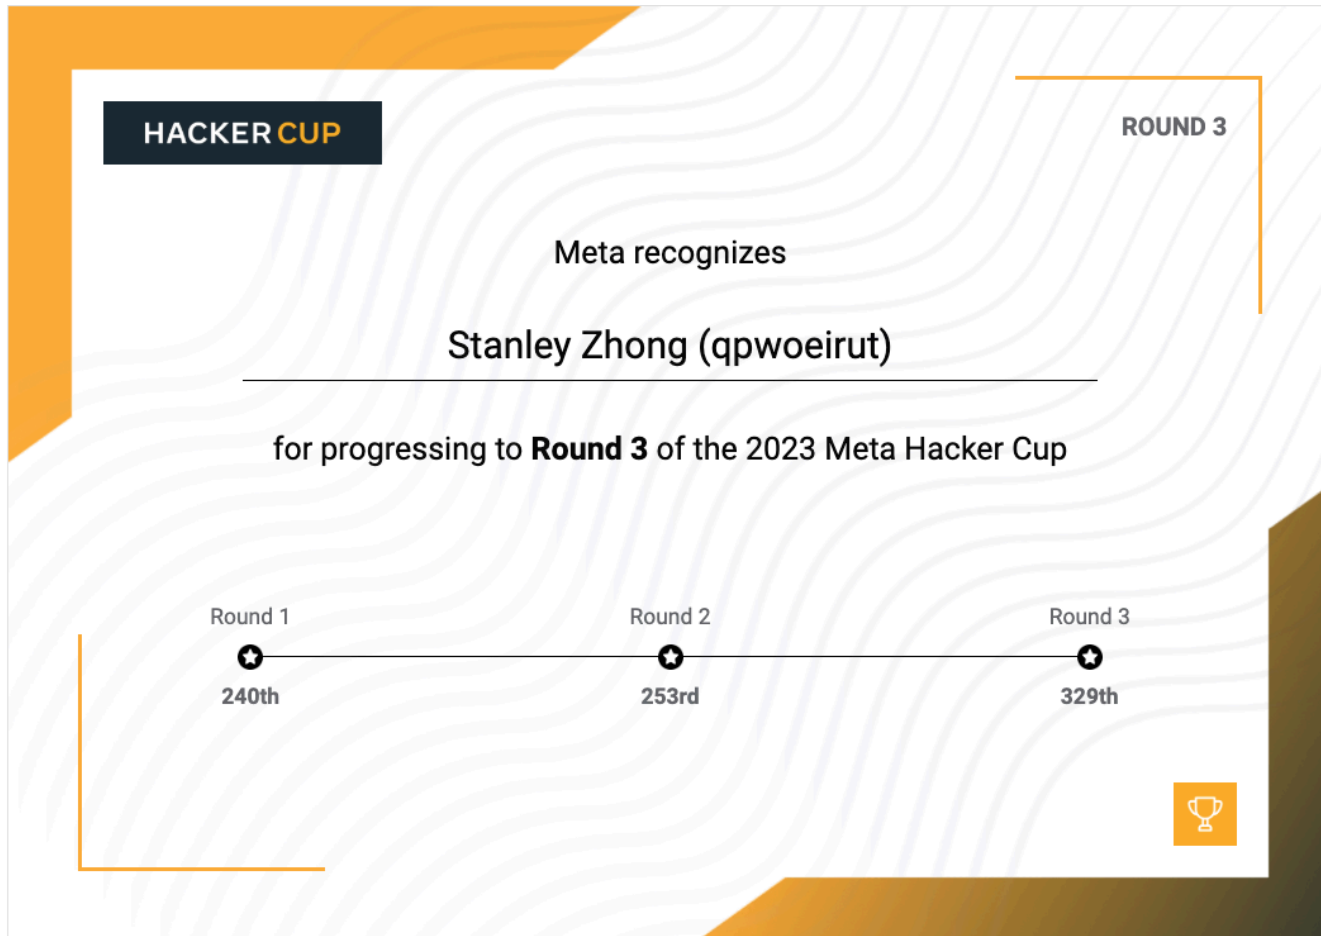 HACKER CUP
ROUND 3
Meta recognizes
Stanley Zhong (qpwoeirut)
for progressing to Round 3 of the 2023 Meta Hacker Cup
Round 1 Round 2 Round 3
240th 253rd 329th